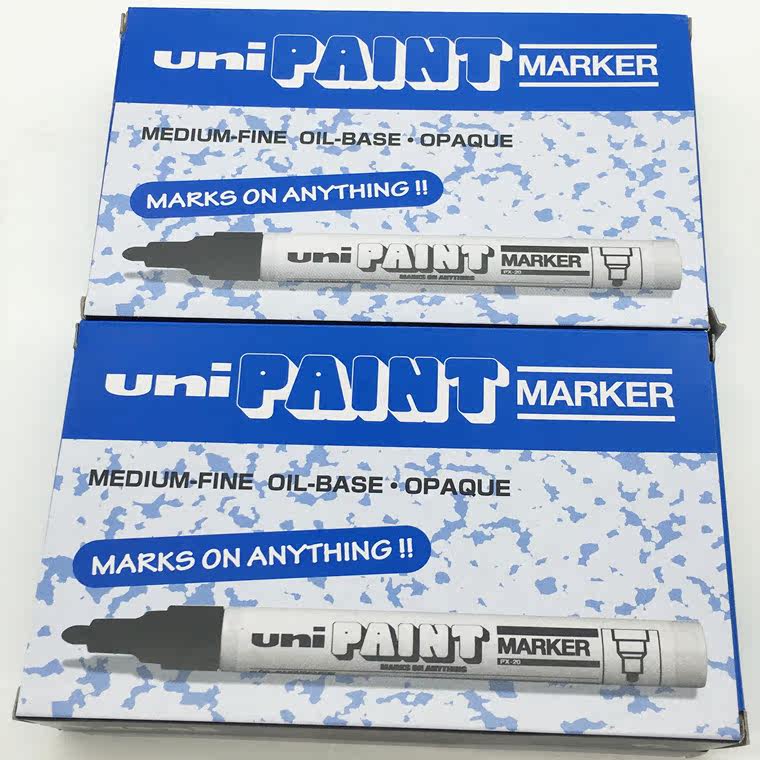 uni PAINT MARKER
MEDIUM-FINE OIL-BASE • OPAQUE
MARKS ON ANYTHING !!
uni PAINT MARKER
MARKS ON ANYTHING
PX-20
uni PAINT MARKER
MEDIUM-FINE OIL-BASE • OPAQUE
MARKS ON ANYTHING !!
uni PAINT MARKER
MARKS ON ANYTHING
PX-20